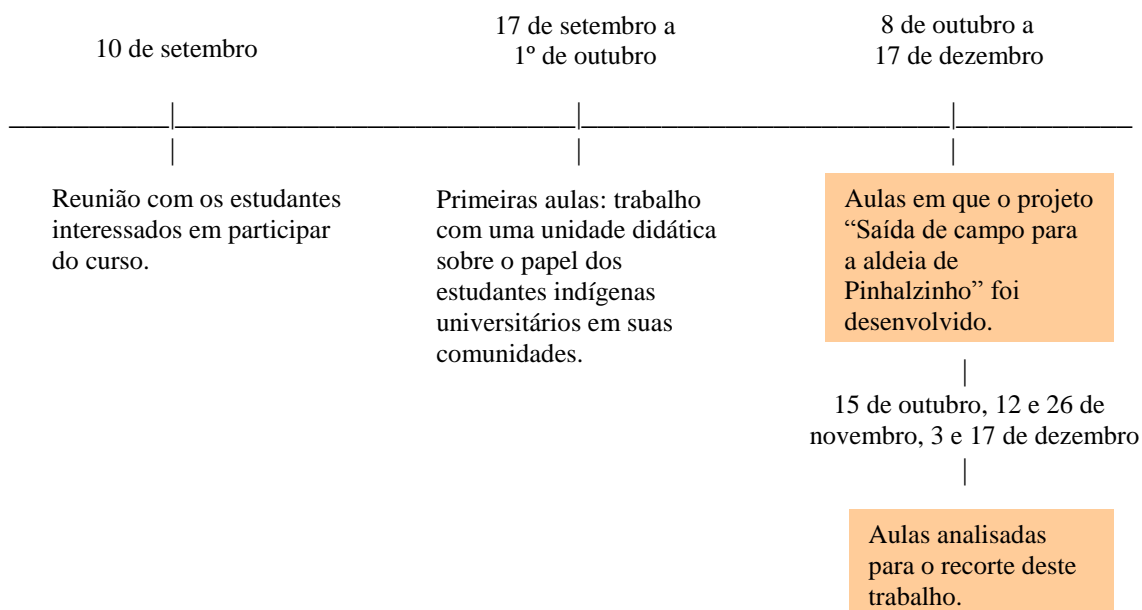 10 de setembro
17 de setembro a
1º de outubro
8 de outubro a
17 de dezembro
Reunião com os estudantes
interessados em participar
do curso.
Primeiras aulas: trabalho
com uma unidade didática
sobre o papel dos
estudantes indígenas
universitários em suas
comunidades.
Aulas em que o projeto
“Saída de campo para
a aldeia de
Pinhalzinho” foi
desenvolvido.
15 de outubro, 12 e 26 de
novembro, 3 e 17 de dezembro
Aulas analisadas
para o recorte deste
trabalho.